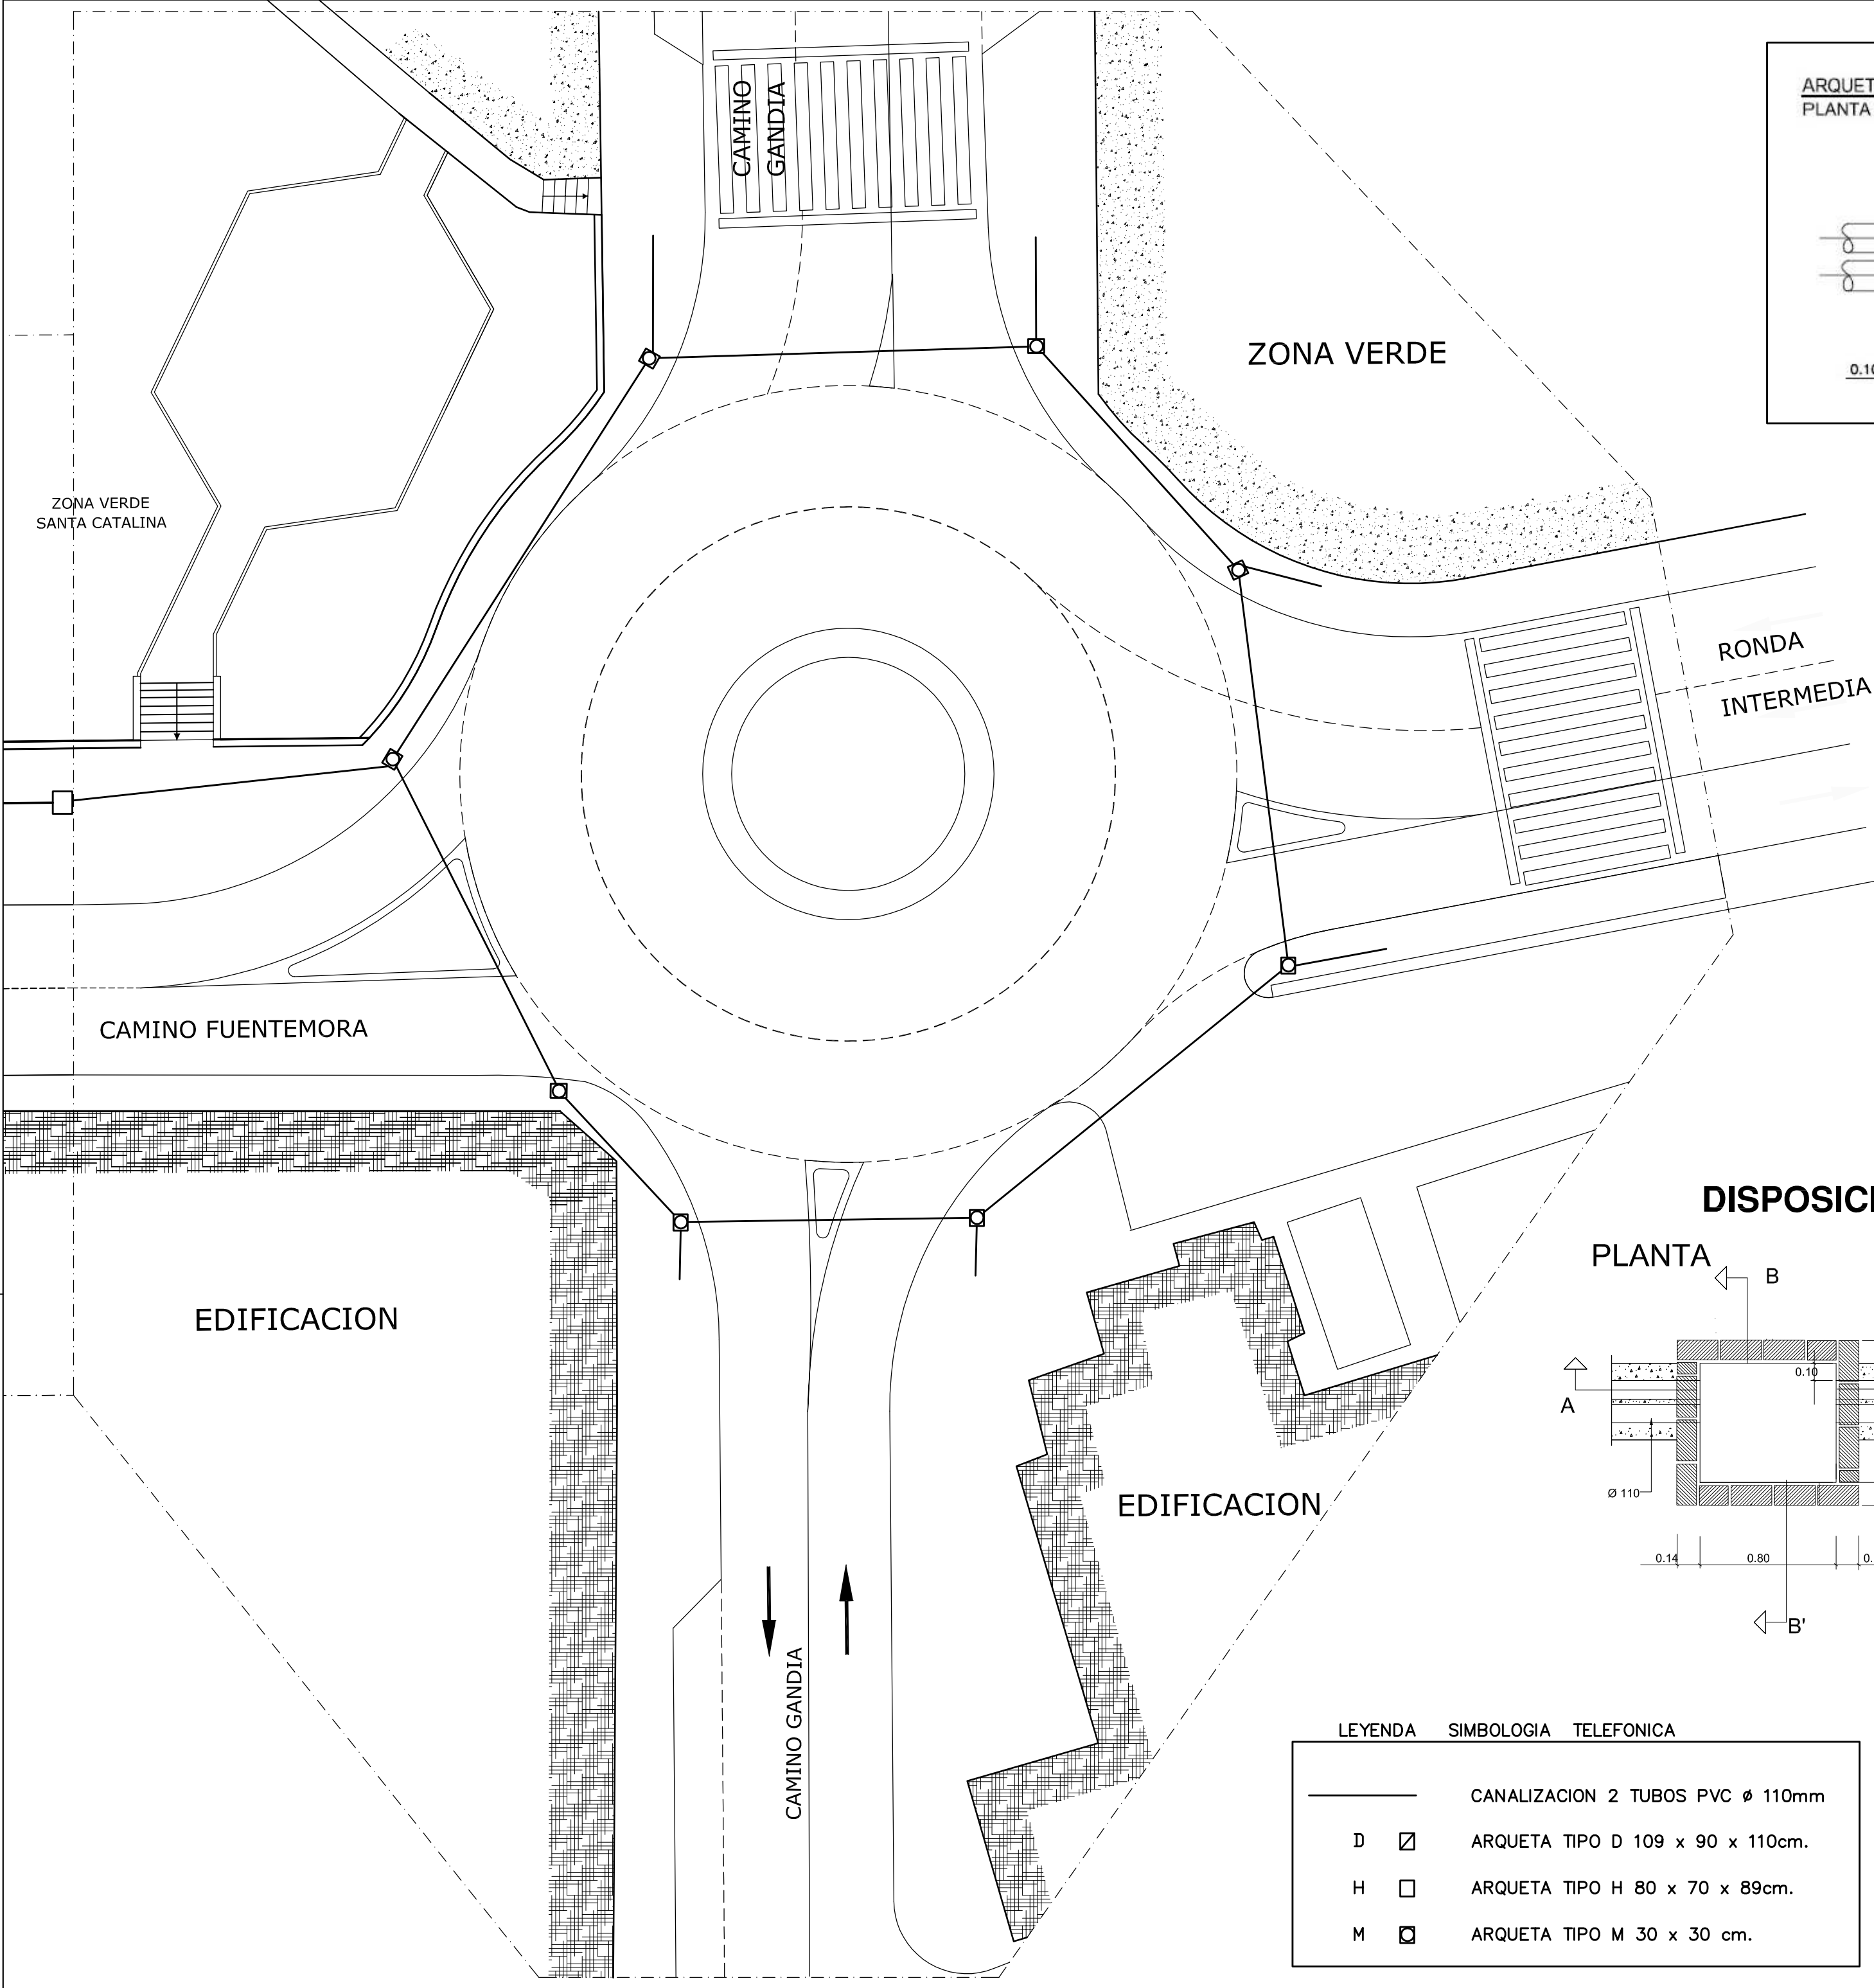 CAMINO
GANDIA
ARQUET
PLANTA
0.10
ZONA VERDE
ZONA VERDE
SANTA CATALINA
RONDA
INTERMEDIA
CAMINO FUENTEMORA
EDIFICACION
EDIFICACION
CAMINO GANDIA
DISPOSICI
PLANTA
B
A
0.10
Ø 110
0.14
0.80
0.
B'
LEYENDA SIMBOLOGIA TELEFONICA
CANALIZACION 2 TUBOS PVC Ø 110mm
D ARQUETA TIPO D 109 x 90 x 110cm.
H ARQUETA TIPO H 80 x 70 x 89cm.
M ARQUETA TIPO M 30 x 30 cm.